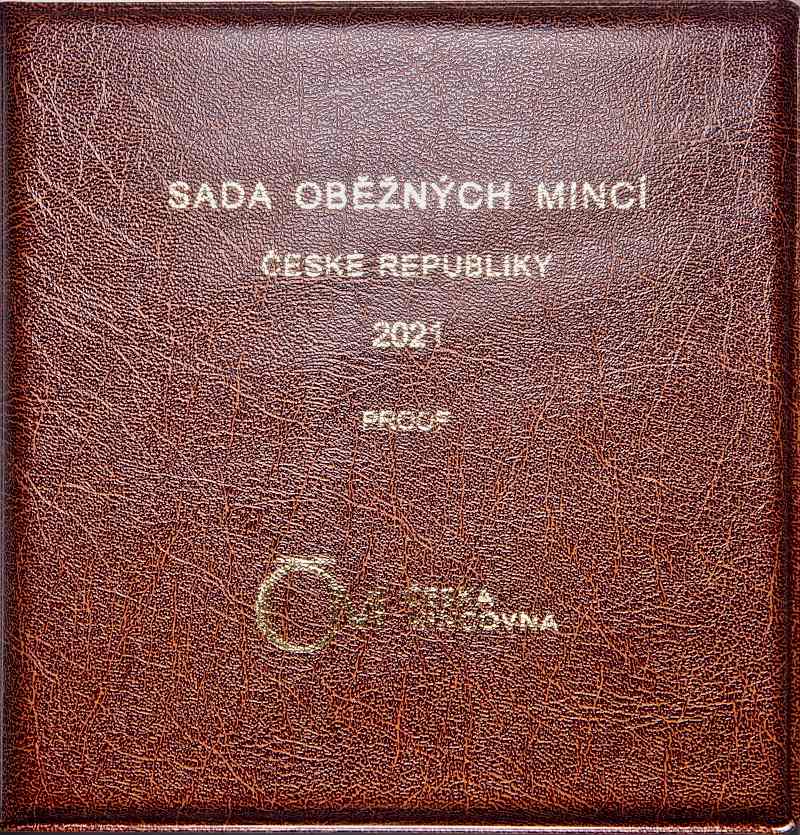 SADA OBĚŽNÝCH MINCÍ
ČESKÉ REPUBLIKY
2021
PROOF
ČESKÁ
MINCOVNA